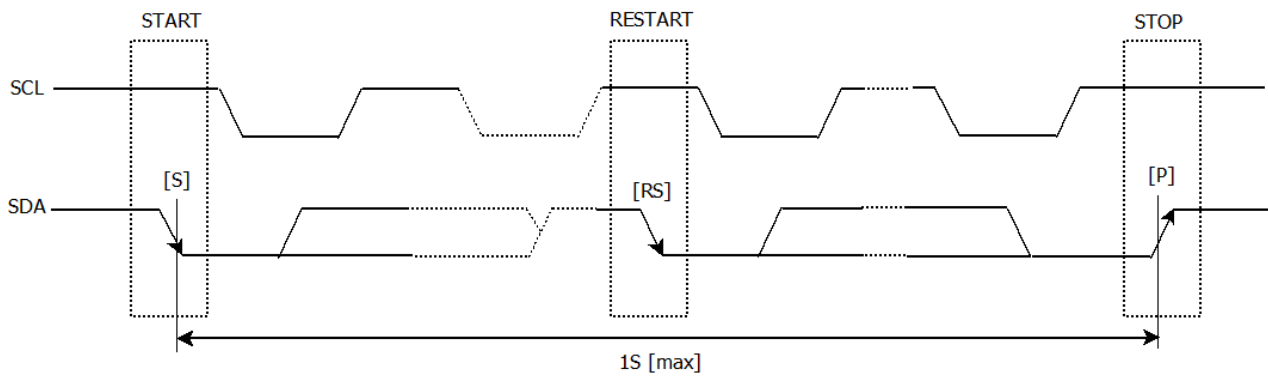 START
RESTART
STOP
SCL
[S]
[RS]
[P]
SDA
1S [max]